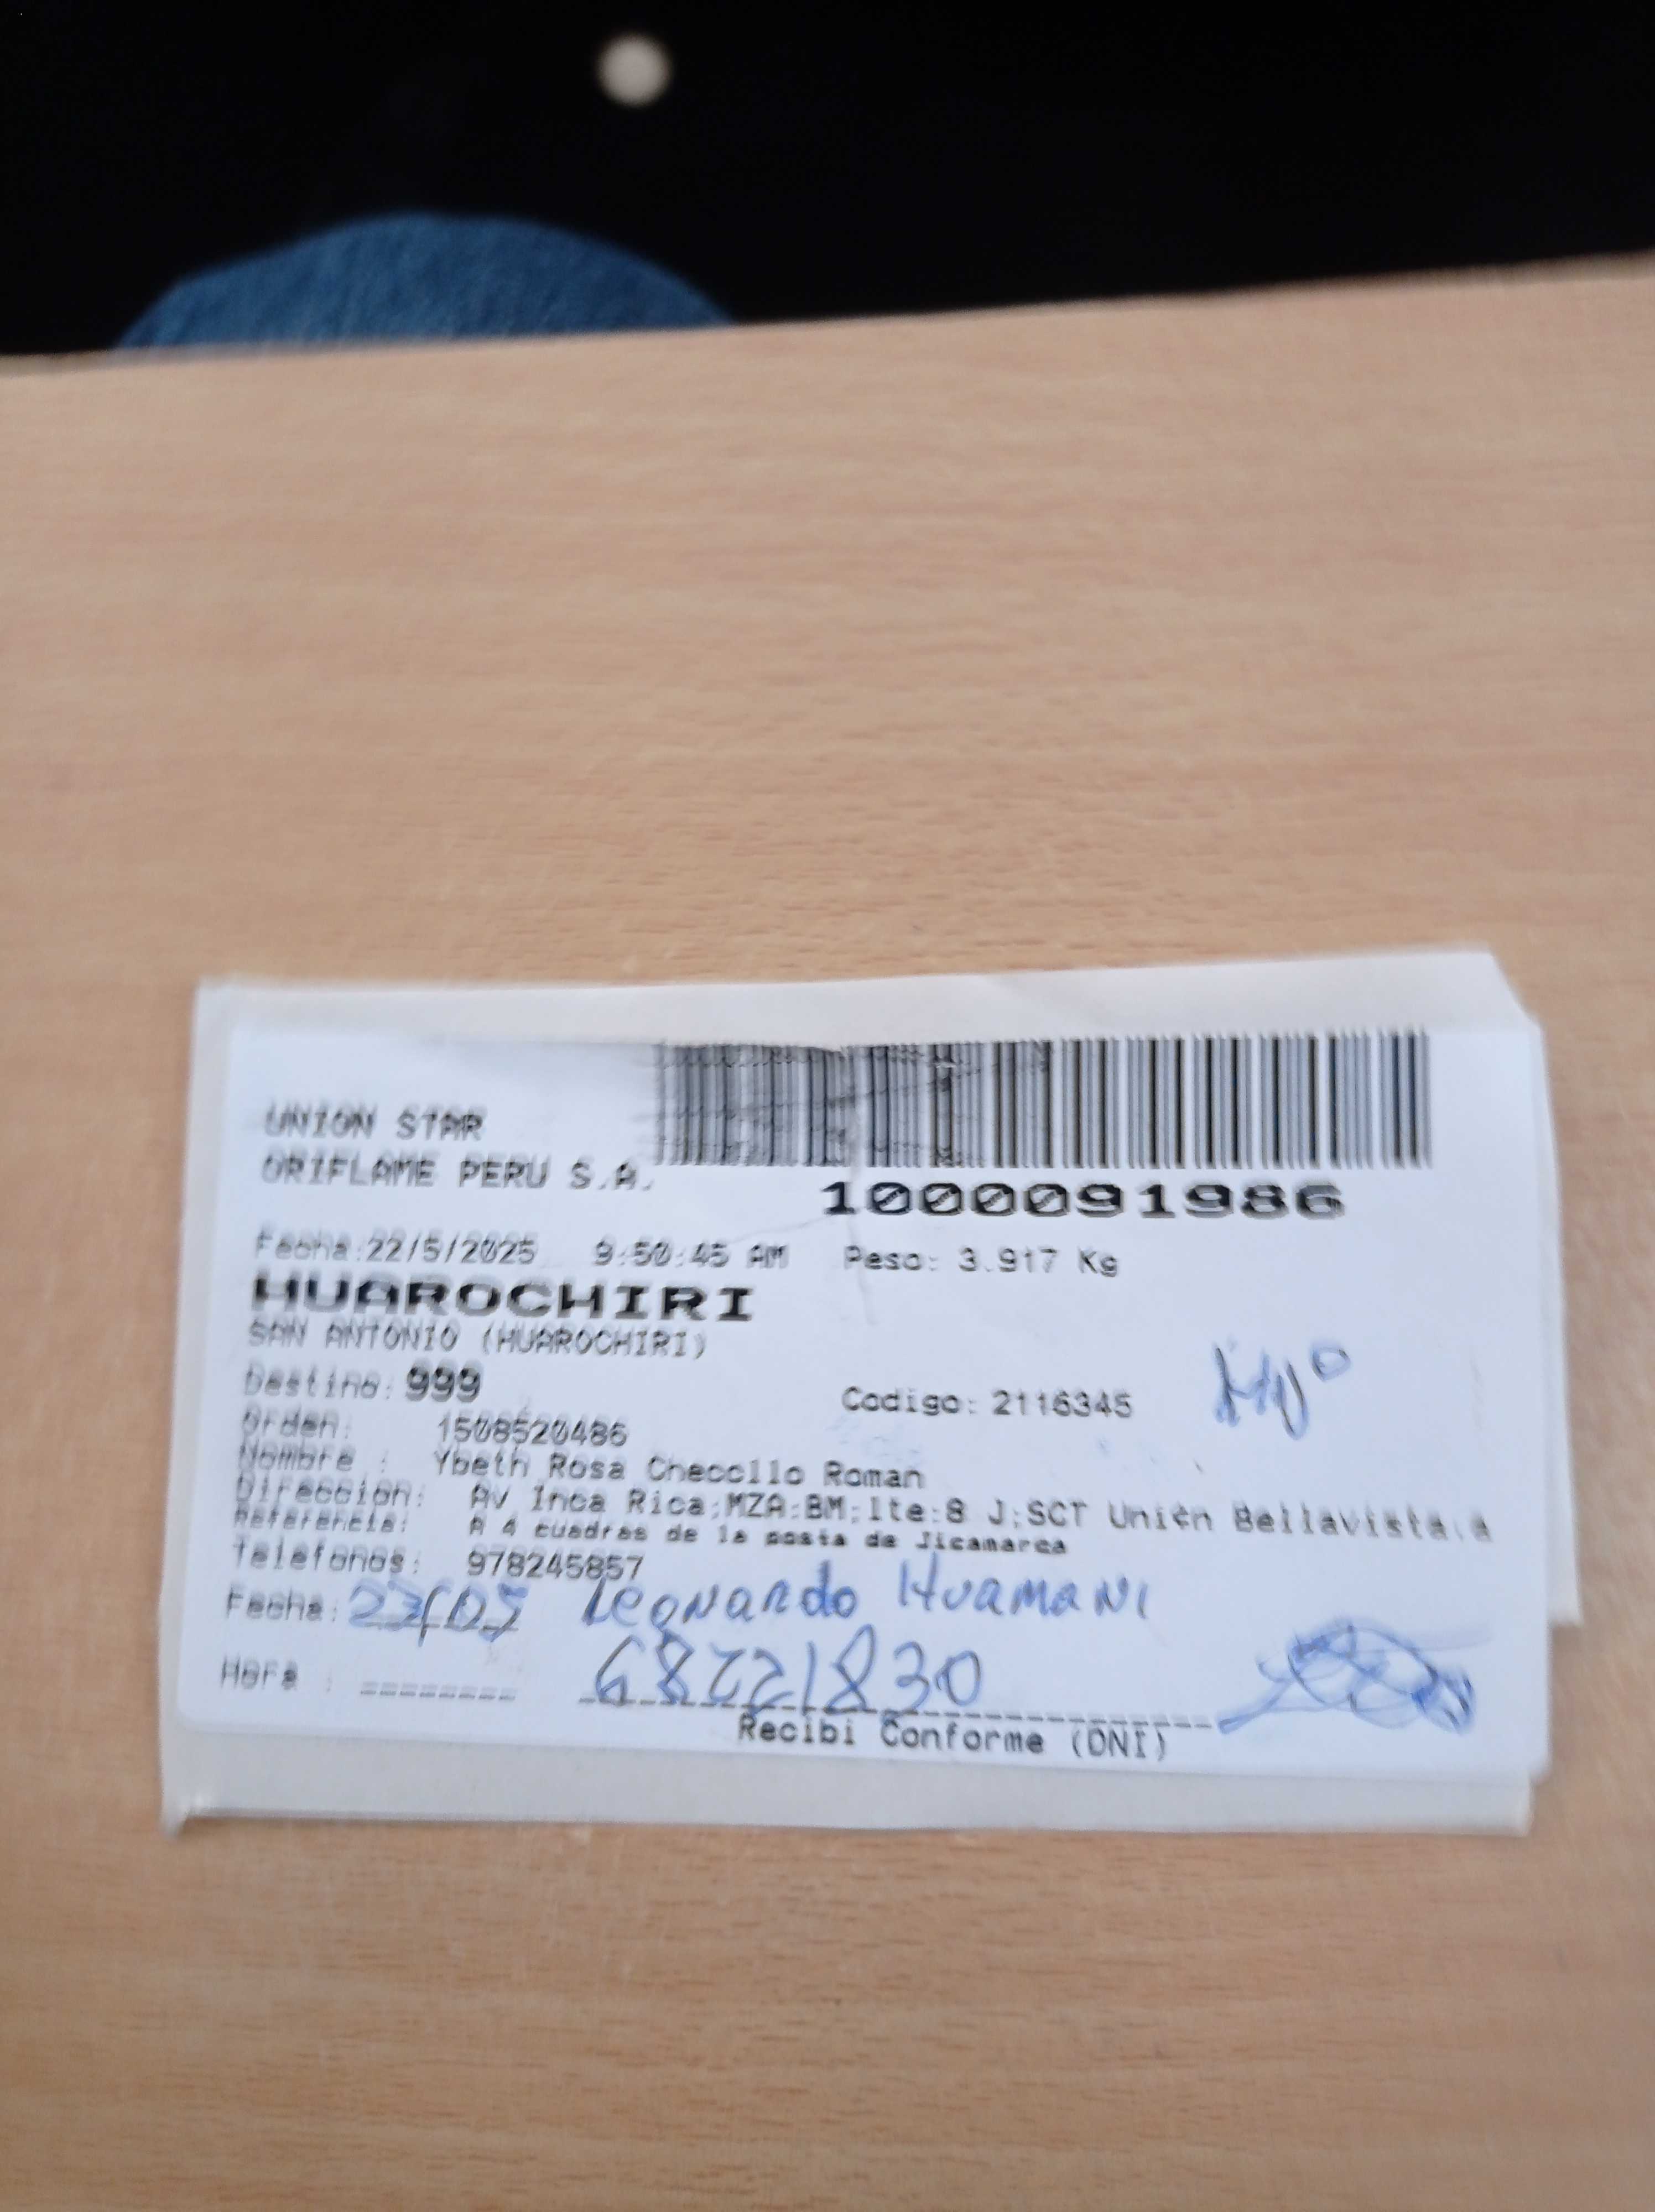 UNION STAR
ORIFLAME PERU S.A.
1000091986
Fecha:22/5/2025 9:50:45 AM Peso: 3.917 Kg
HUAROCHIRI
SAN ANTONIO (HUAROCHIRI)
Destino: 999 Codigo: 2116345
Orden: 1508520486
Nombre : Ybeth Rosa Checcllo Roman
Direccion: Av Inca Rica;MZA:BM;lte:8 J;SCT Unión Bellavista.a
Referencia: A 4 cuadras de la posta de Jicamarca
Telefonos: 978245857
Fecha: 23/05 Leonardo Huamani
Hora :
Recibi Conforme (DNI)